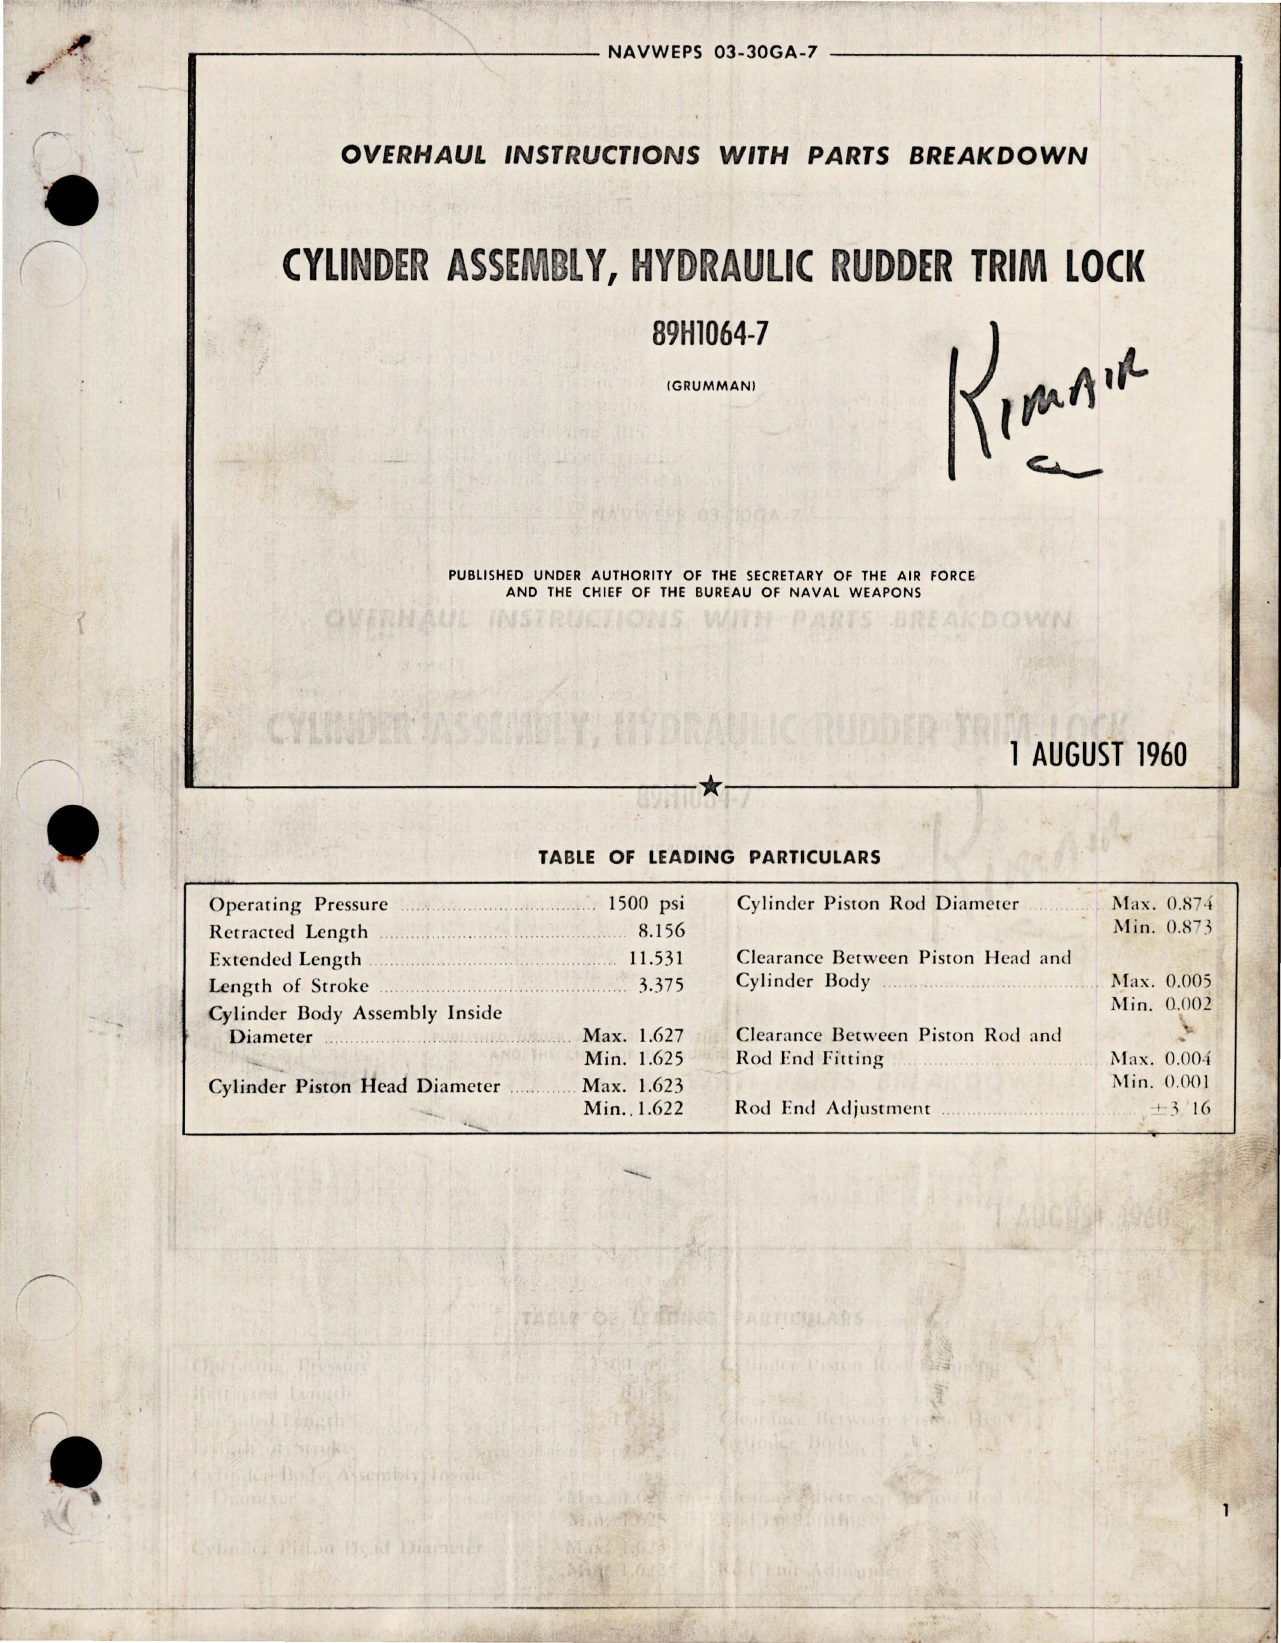 NAVWEPS 03-30GA-7
OVERHAUL INSTRUCTIONS WITH PARTS BREAKDOWN
CYLINDER ASSEMBLY, HYDRAULIC RUDDER TRIM LOCK
89H1064-7
(GRUMMAN)
KIMAIR
PUBLISHED UNDER AUTHORITY OF THE SECRETARY OF THE AIR FORCE
AND THE CHIEF OF THE BUREAU OF NAVAL WEAPONS
1 AUGUST 1960
TABLE OF LEADING PARTICULARS
Operating Pressure 1500 psi
Retracted Length 8.156
Extended Length 11.531
Length of Stroke 3.375
Cylinder Body Assembly Inside
Diameter Max. 1.627
Min. 1.625
Cylinder Piston Head Diameter Max. 1.623
Min. 1.622
Cylinder Piston Rod Diameter Max. 0.874
Min. 0.873
Clearance Between Piston Head and
Cylinder Body Max. 0.005
Min. 0.002
Clearance Between Piston Rod and
Rod End Fitting Max. 0.004
Min. 0.001
Rod End Adjustment ±3 16
1